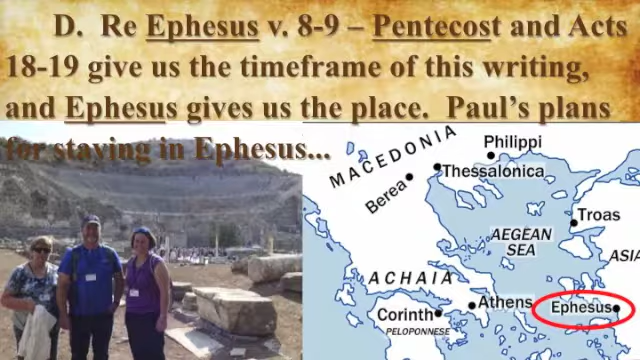 D. Re Ephesus v. 8-9 – Pentecost and Acts
18-19 give us the timeframe of this writing,
and Ephesus gives us the place. Paul's plans
for staying in Ephesus...
MACEDONIA
Philippi
Thessalonica
Berea
Troas
AEGEAN
SEA
ASIA
ACHAIA
Athens
Ephesus
Corinth
PELOPONNESE